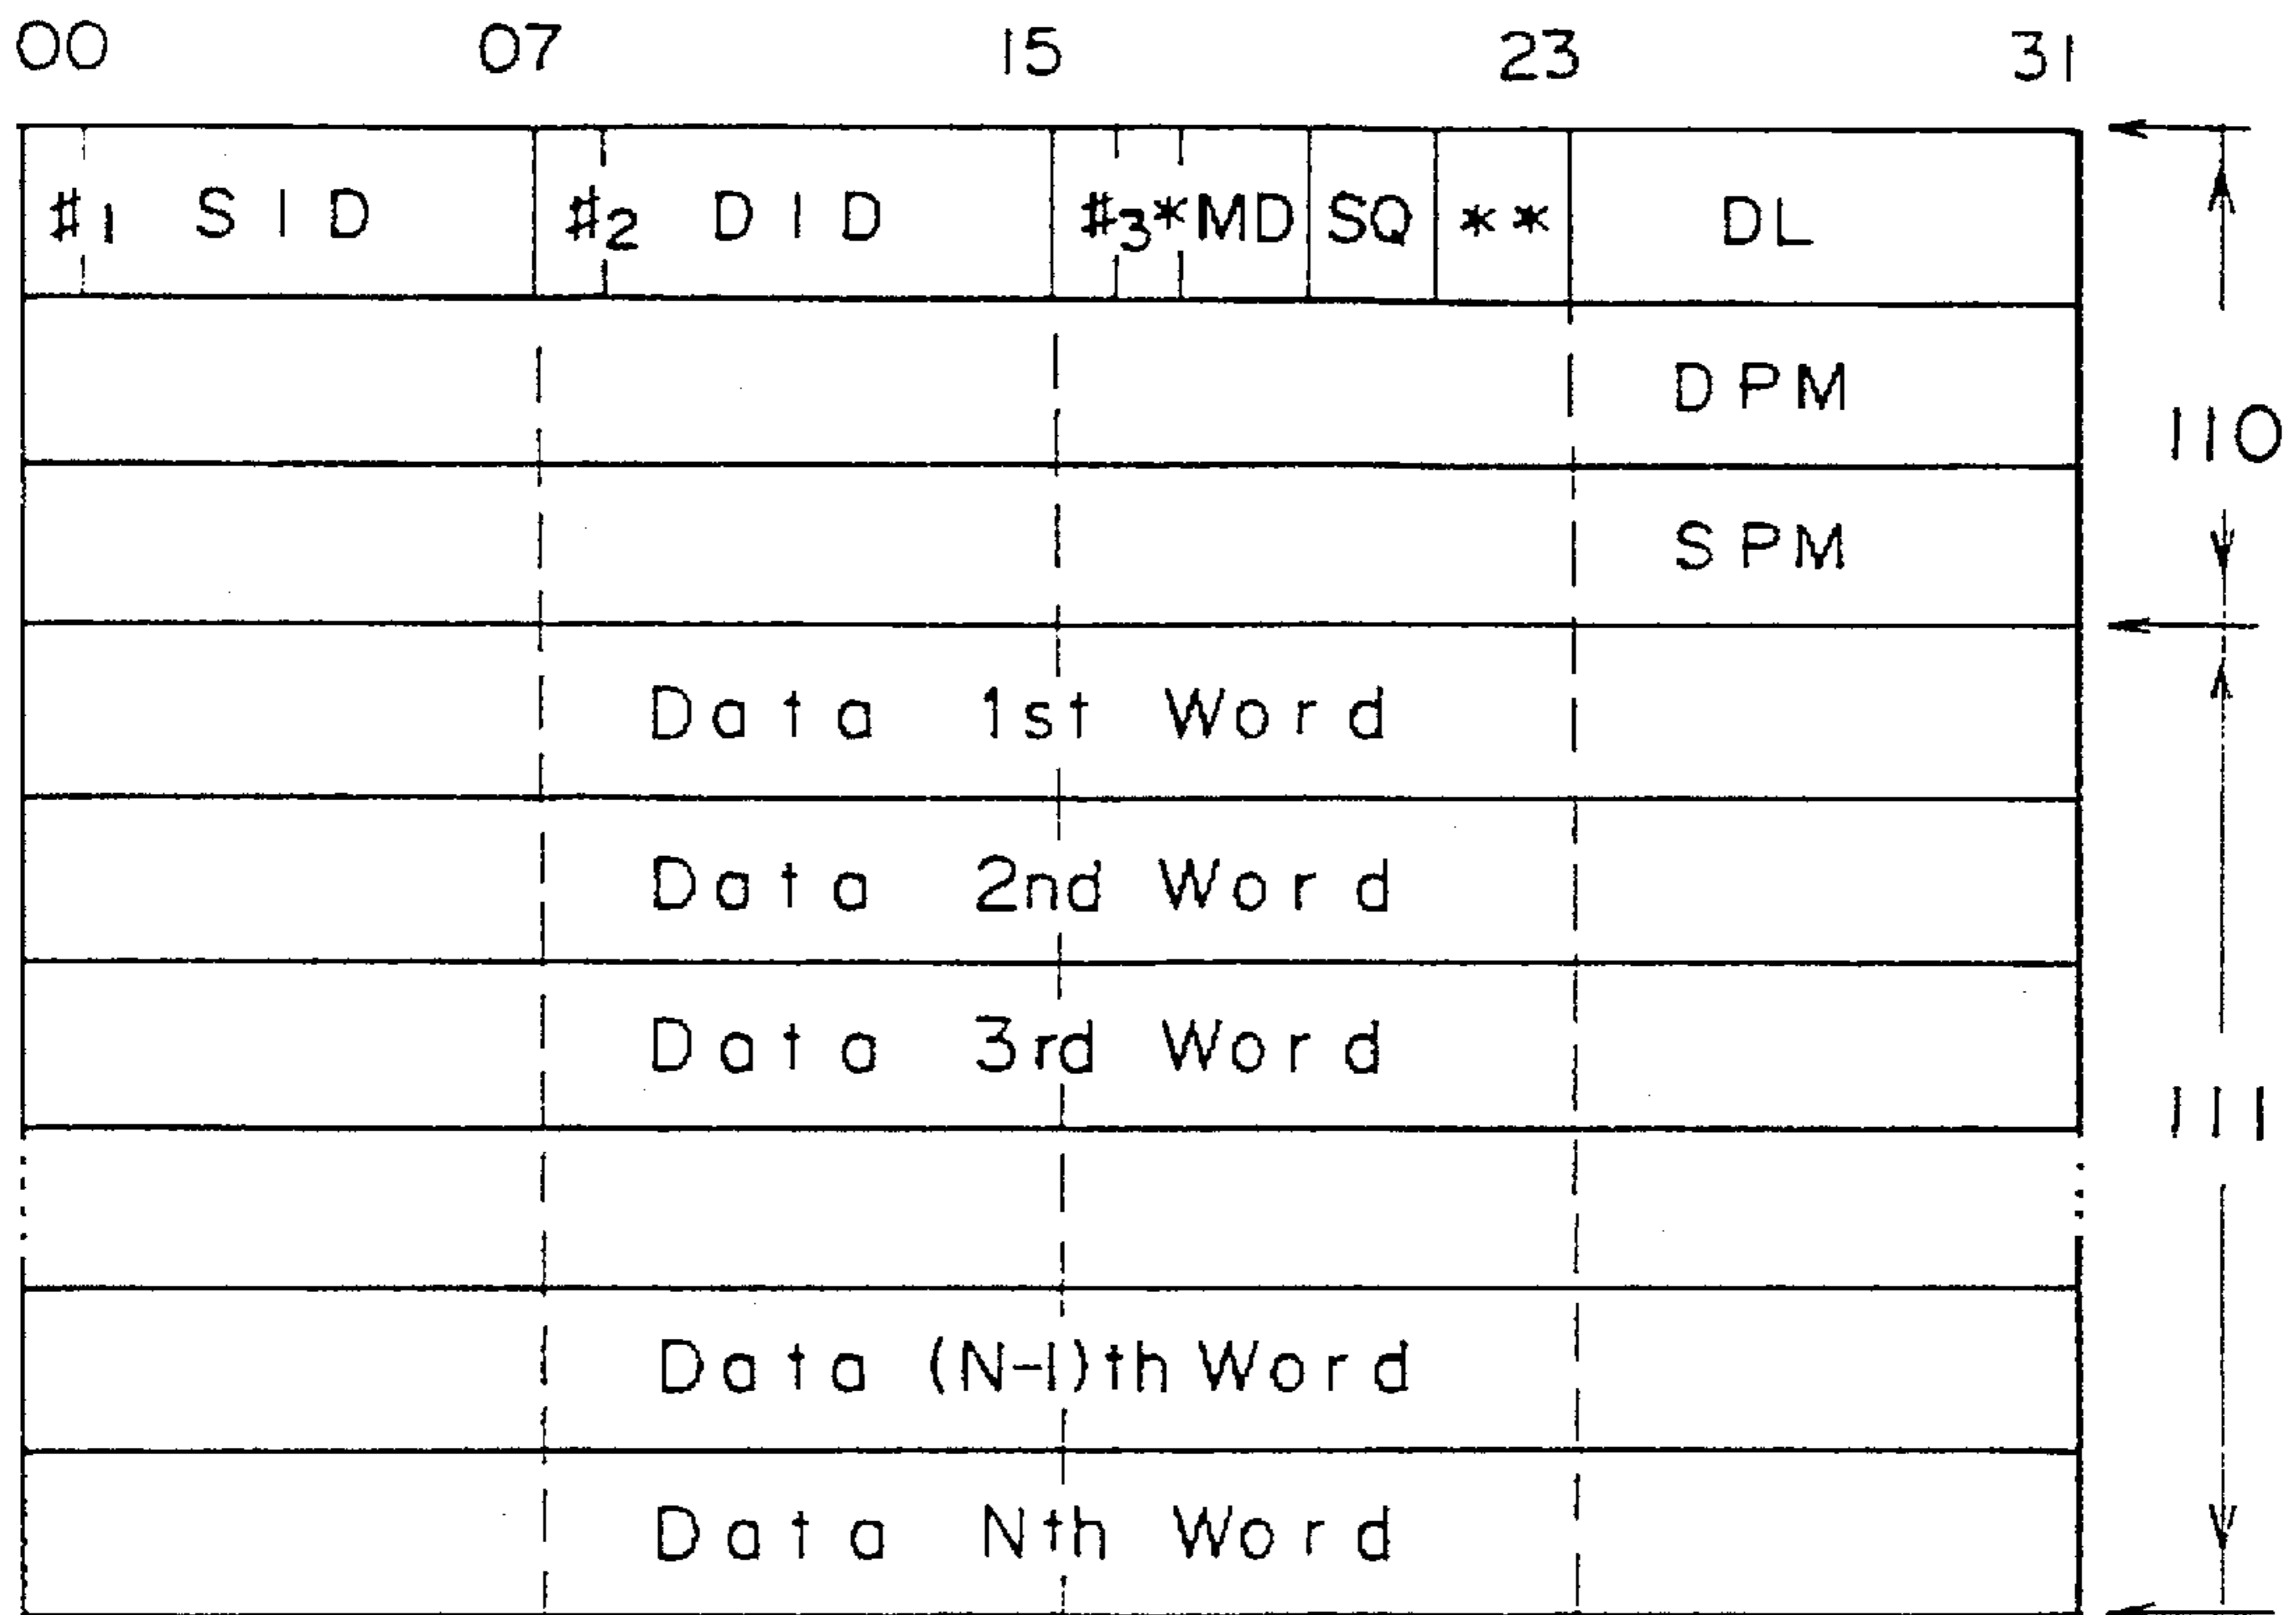 00 07 15 23 31
#1 SID #2 DID #3 * MD SQ ** DL
DPM
110
SPM
Data 1st Word
Data 2nd Word
Data 3rd Word
111
Data (N-1)th Word
Data Nth Word